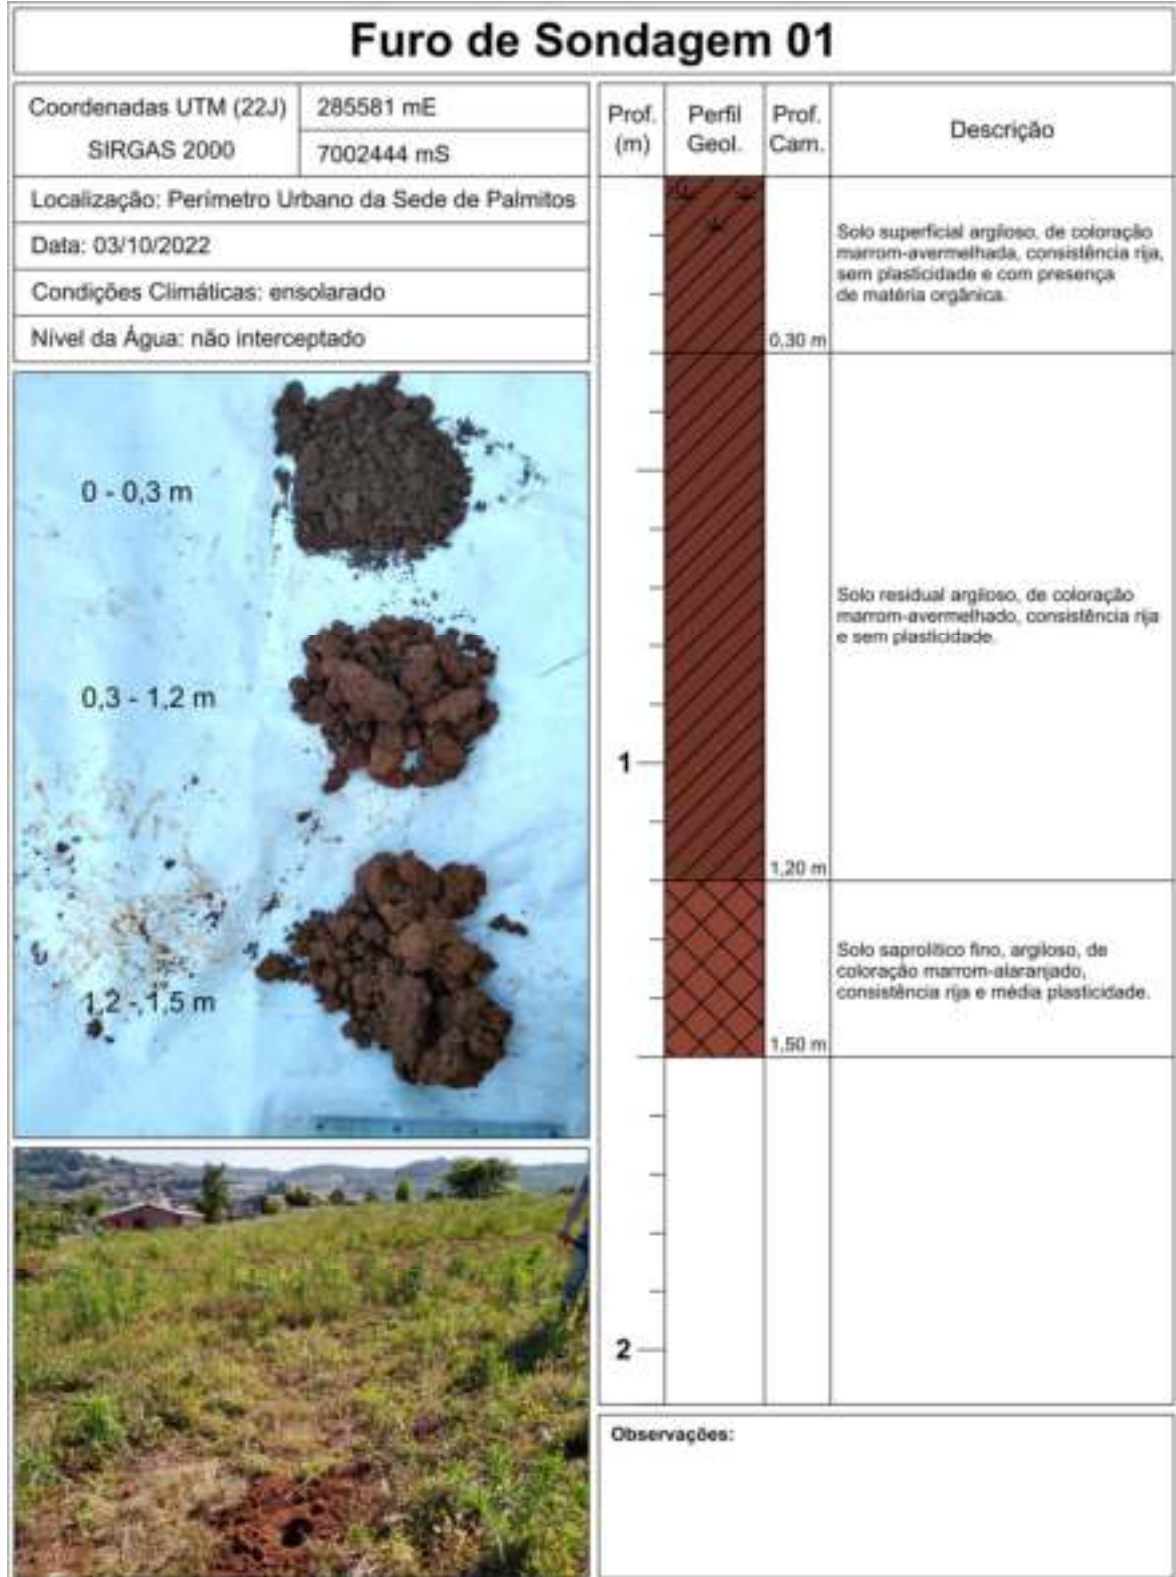 Furo de Sondagem 01
Coordenadas UTM (22J)
SIRGAS 2000
285581 mE
7002444 mS
Localização: Perímetro Urbano da Sede de Palmitos
Data: 03/10/2022
Condições Climáticas: ensolarado
Nível da Água: não interceptado
0 - 0,3 m
0,3 - 1,2 m
1,2 - 1,5 m
Prof.
(m)
Perfil
Geol.
Prof.
Cam.
Descrição
Solo superficial argiloso, de coloração
marrom-avermelhada, consistência rija,
sem plasticidade e com presença
de matéria orgânica.
0,30 m
Solo residual argiloso, de coloração
marrom-avermelhado, consistência rija
e sem plasticidade.
1
1,20 m
Solo saprolítico fino, argiloso, de
coloração marrom-alaranjado,
consistência rija e média plasticidade.
1,50 m
2
Observações: